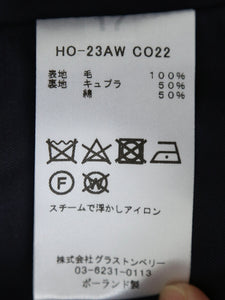 HO-23AW CO22
表地 毛 100%
裏地 キュプラ 50%
綿 50%
F W
スチームで浮かしアイロン
株式会社グラストンベリー
03-6231-0113
ポーランド製